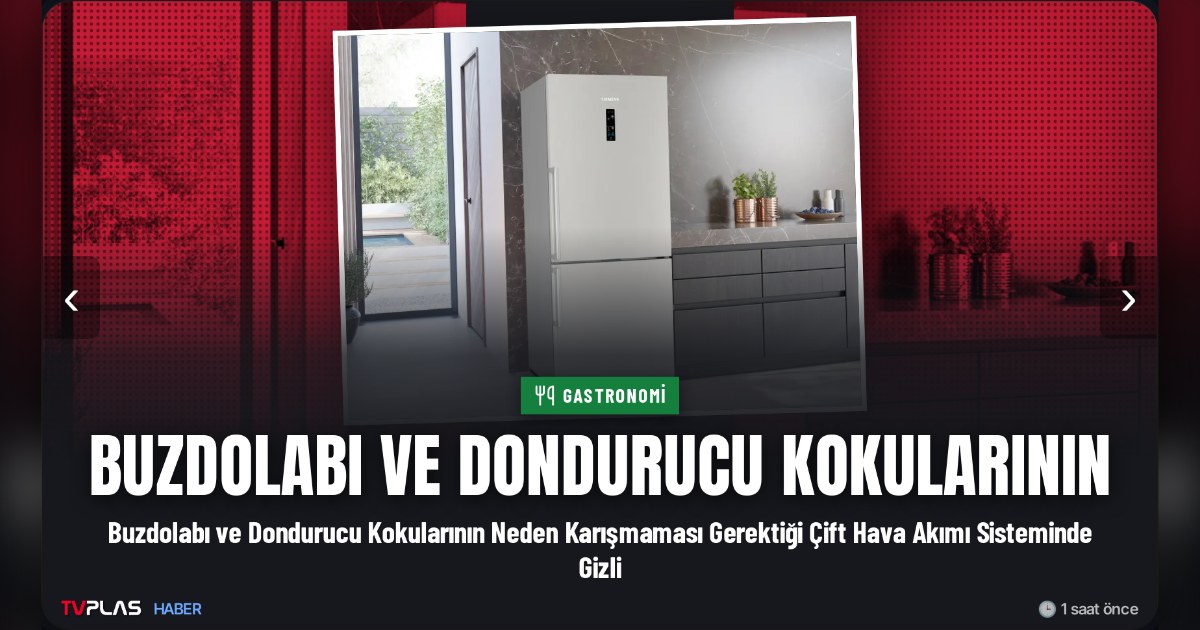 GASTRONOMİ
BUZDOLABI VE DONDURUCU KOKULARININ
Buzdolabı ve Dondurucu Kokularının Neden Karışmaması Gerektiği Çift Hava Akımı Sisteminde
Gizli
TVPLAS HABER
1 saat önce